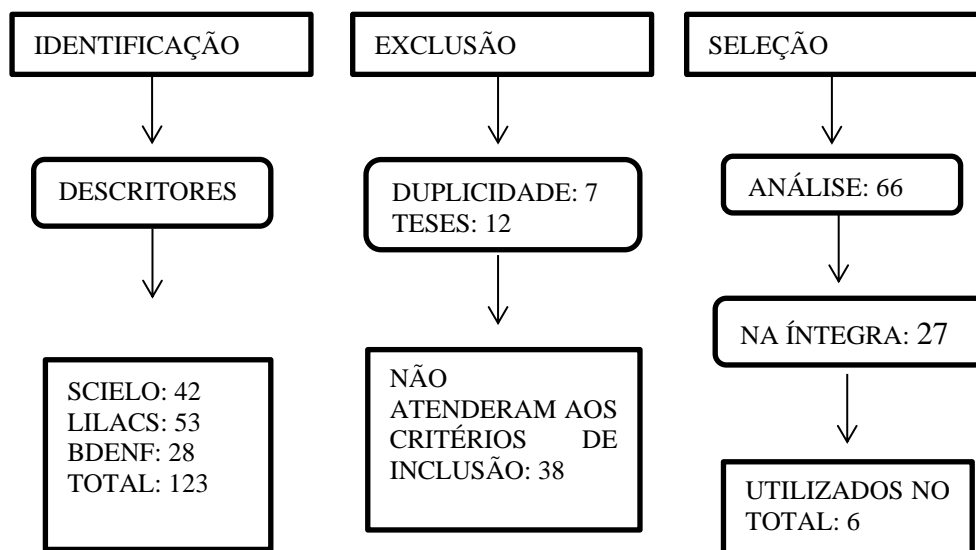 IDENTIFICAÇÃO
DESCRITORES
SCIELO: 42
LILACS: 53
BDENF: 28
TOTAL: 123
EXCLUSÃO
DUPLICIDADE: 7
TESES: 12
NÃO
ATENDERAM AOS
CRITÉRIOS DE
INCLUSÃO: 38
SELEÇÃO
ANÁLISE: 66
NA ÍNTEGRA: 27
UTILIZADOS NO
TOTAL: 6